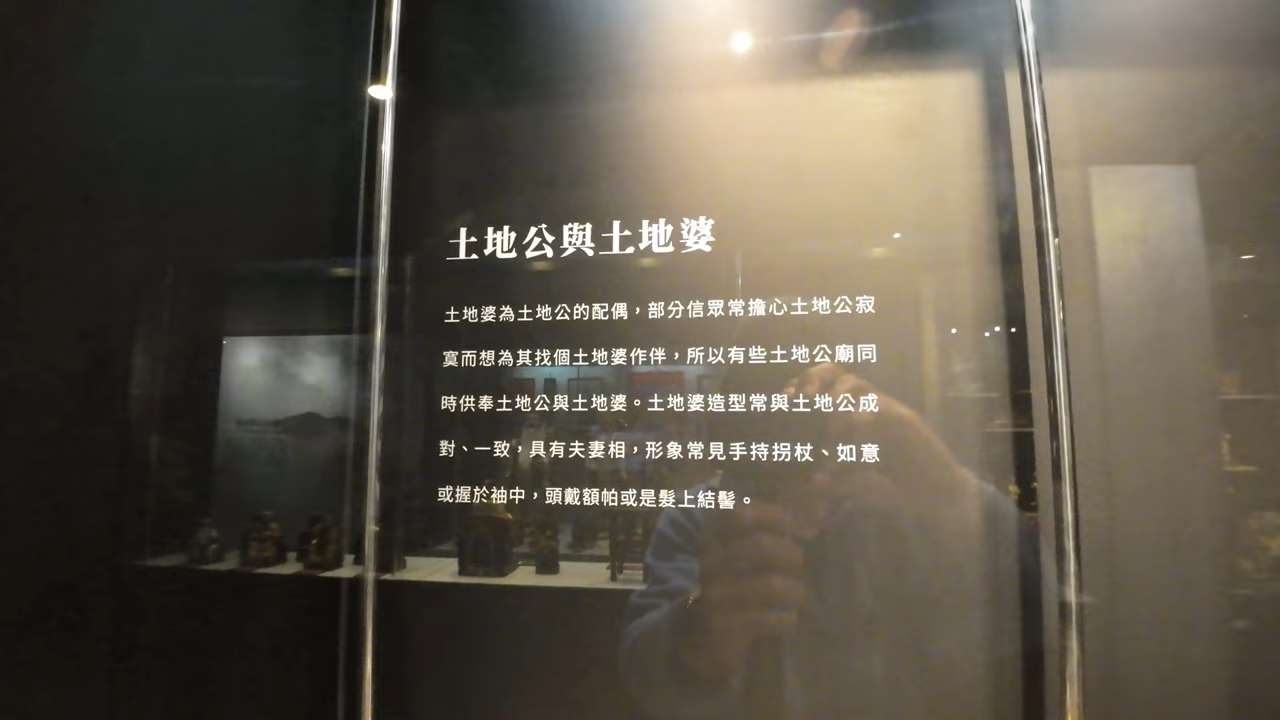 土地公與土地婆
土地婆為土地公的配偶，部分信眾常擔心土地公寂
寞而想為其找個土地婆作伴，所以有些土地公廟同
時供奉土地公與土地婆。土地婆造型常與土地公成
對、一致，具有夫妻相，形象常見手持拐杖、如意
或握於袖中，頭戴額帕或是髮上結髻。